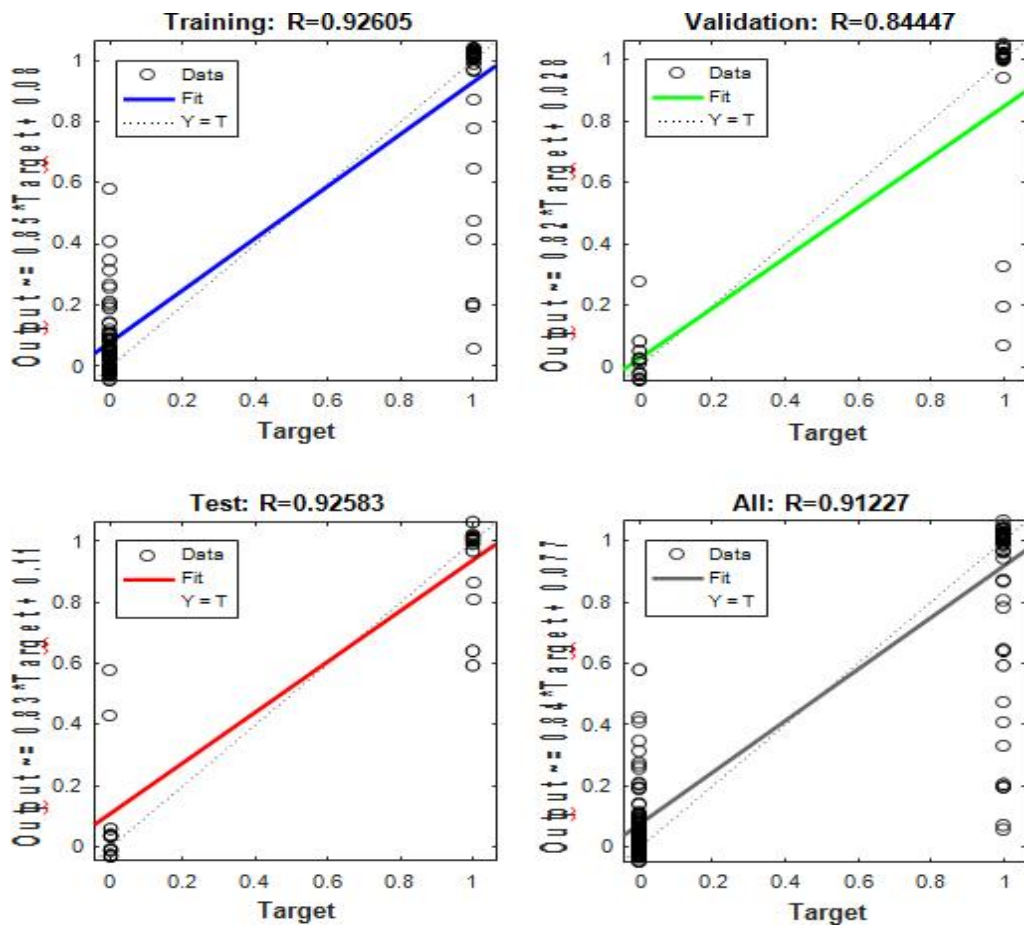 Training: R=0.92605
Output ~= 0.85*Target + 0.08
1
0.8
0.6
0.4
0.2
0
Data
Fit
Y = T
0 0.2 0.4 0.6 0.8 1
Target
Validation: R=0.84447
Output ~= 0.82*Target + 0.028
1
0.8
0.6
0.4
0.2
0
Data
Fit
Y = T
0 0.2 0.4 0.6 0.8 1
Target
Test: R=0.92583
Output ~= 0.83*Target + 0.11
1
0.8
0.6
0.4
0.2
0
Data
Fit
Y = T
0 0.2 0.4 0.6 0.8 1
Target
All: R=0.91227
Output ~= 0.84*Target + 0.077
1
0.8
0.6
0.4
0.2
0
Data
Fit
Y = T
0 0.2 0.4 0.6 0.8 1
Target